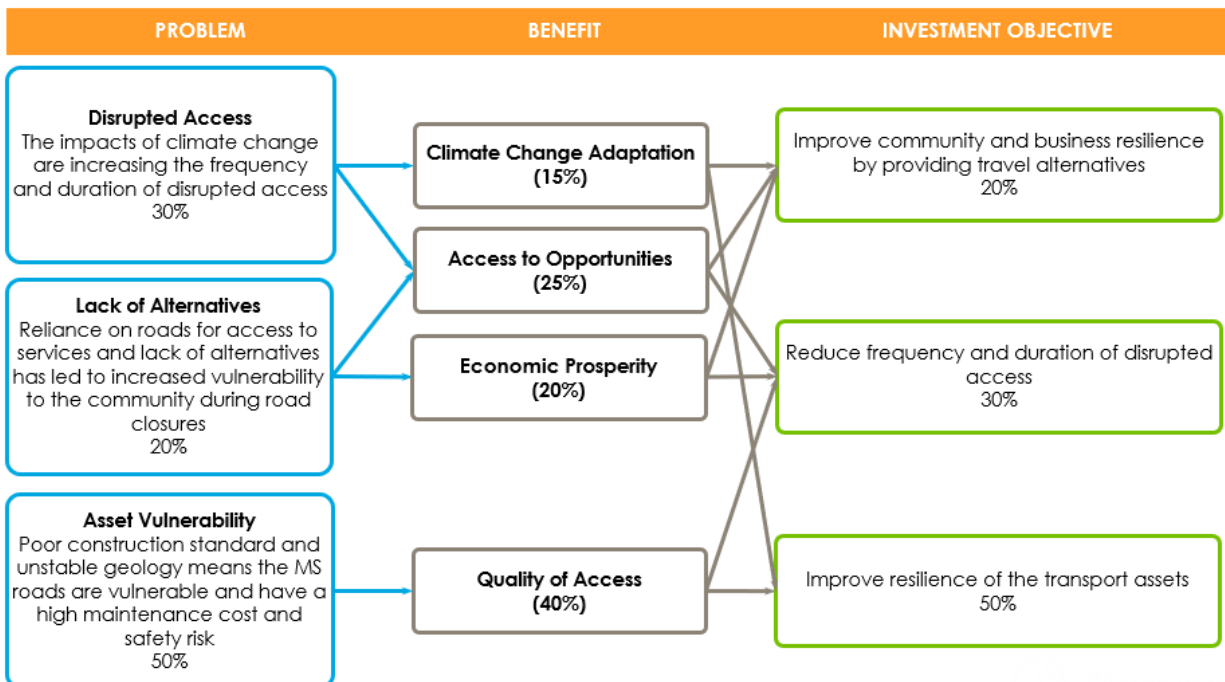 PROBLEM
BENEFIT
INVESTMENT OBJECTIVE
Disrupted Access
The impacts of climate change
are increasing the frequency
and duration of disrupted access
30%
Lack of Alternatives
Reliance on roads for access to
services and lack of alternatives
has led to increased vulnerability
to the community during road
closures
20%
Asset Vulnerability
Poor construction standard and
unstable geology means the MS
roads are vulnerable and have a
high maintenance cost and
safety risk
50%
Climate Change Adaptation
(15%)
Access to Opportunities
(25%)
Economic Prosperity
(20%)
Quality of Access
(40%)
Improve community and business resilience
by providing travel alternatives
20%
Reduce frequency and duration of disrupted
access
30%
Improve resilience of the transport assets
50%